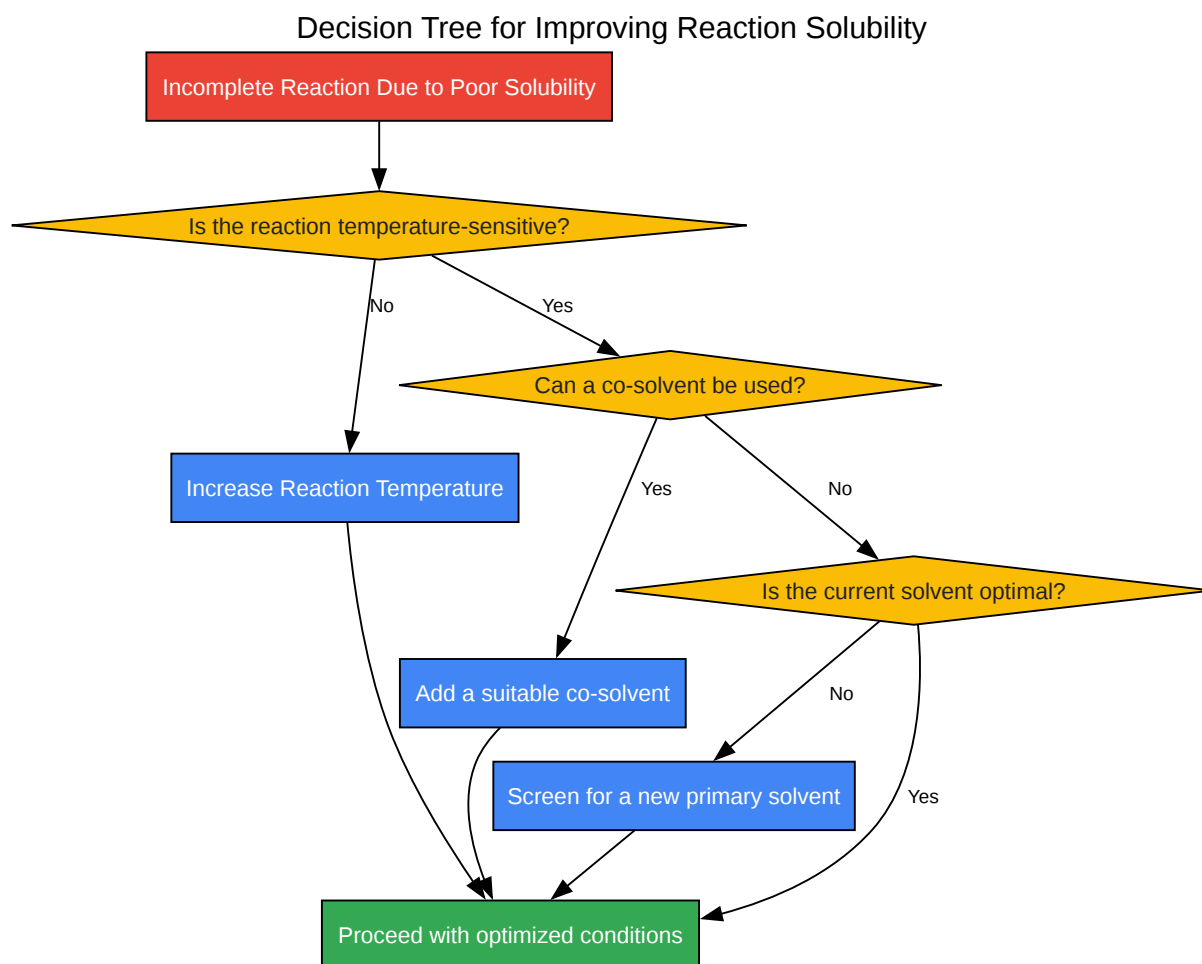 Decision Tree for Improving Reaction Solubility
Incomplete Reaction Due to Poor Solubility
Is the reaction temperature-sensitive?
No
Yes
Can a co-solvent be used?
Increase Reaction Temperature
Yes
No
Is the current solvent optimal?
Add a suitable co-solvent
No
Screen for a new primary solvent
Yes
Proceed with optimized conditions